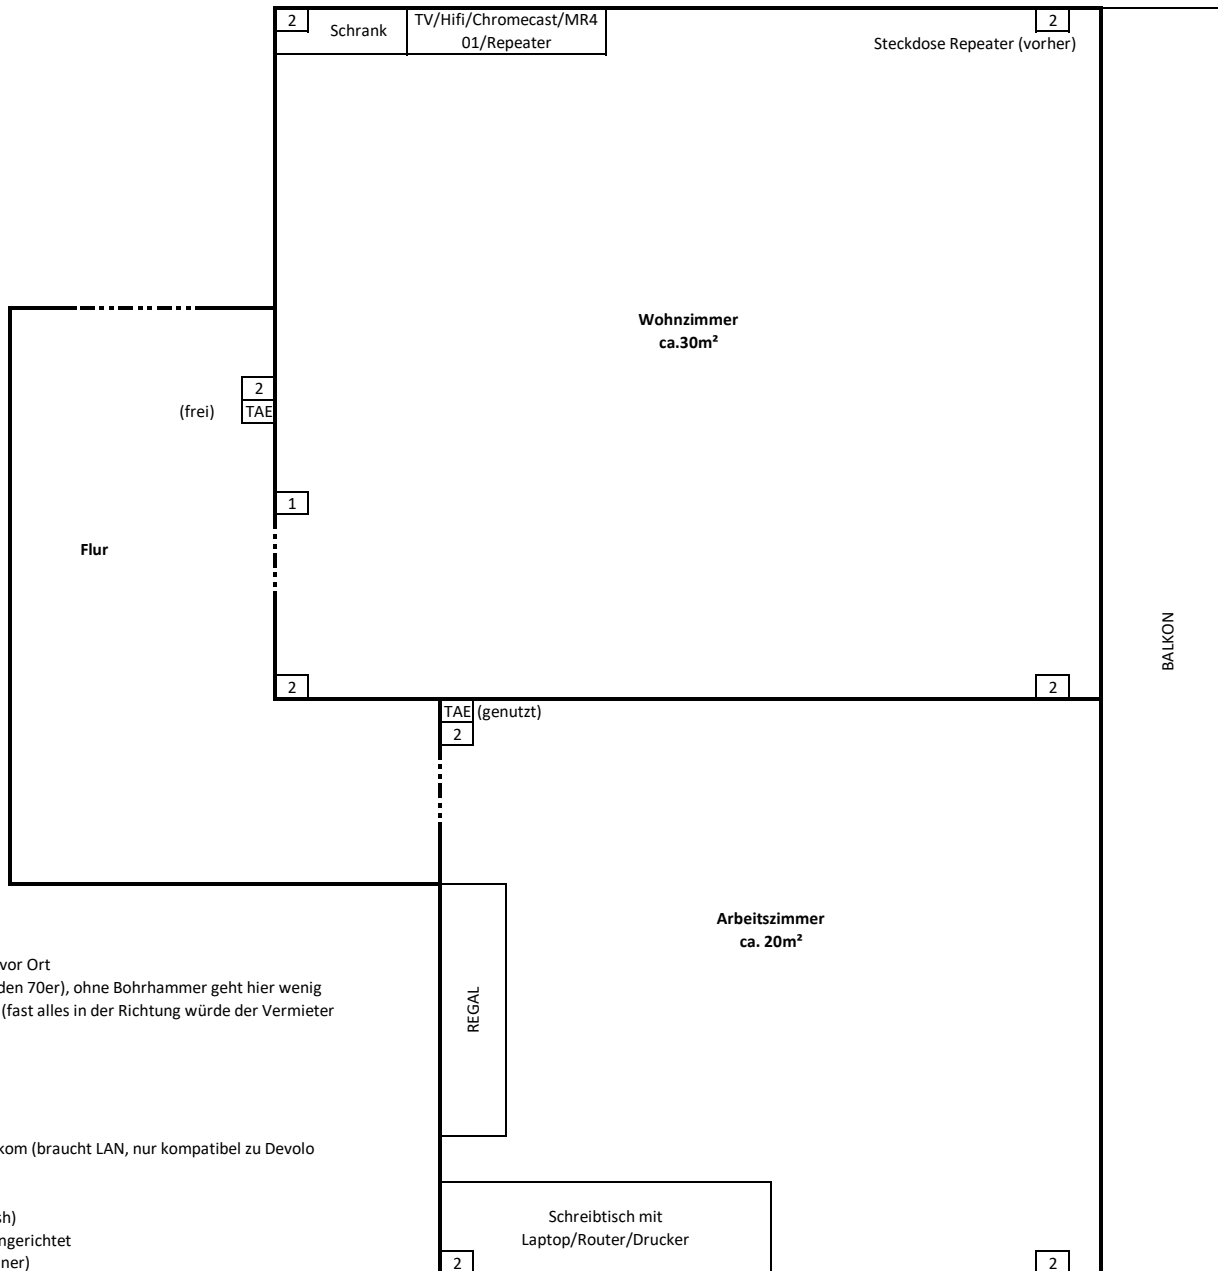 2
Schrank
TV/Hifi/Chromecast/MR4
01/Repeater
2
Steckdose Repeater (vorher)
Wohnzimmer
ca.30m²
2
(frei)
TAE
1
Flur
BALKON
2
2
TAE
(genutzt)
2
Arbeitszimmer
ca. 20m²
vor Ort
den 70er), ohne Bohrhammer geht hier wenig
(fast alles in der Richtung würde der Vermieter
REGAL
kom (braucht LAN, nur kompatibel zu Devolo
sh)
ngerichtet
ner)
Schreibtisch mit
Laptop/Router/Drucker
2
2